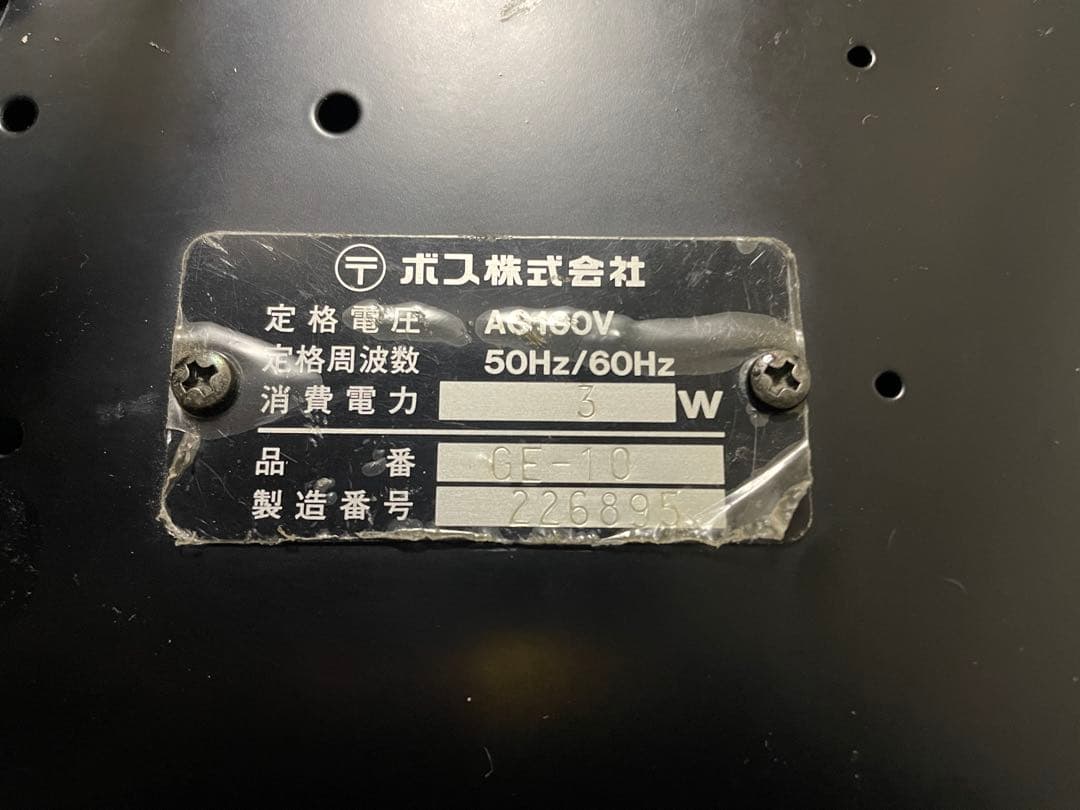 〒 ボス株式会社
定格電圧 AC100V
定格周波数 50Hz/60Hz
消費電力 3 W
品番 GE-10
製造番号 226895